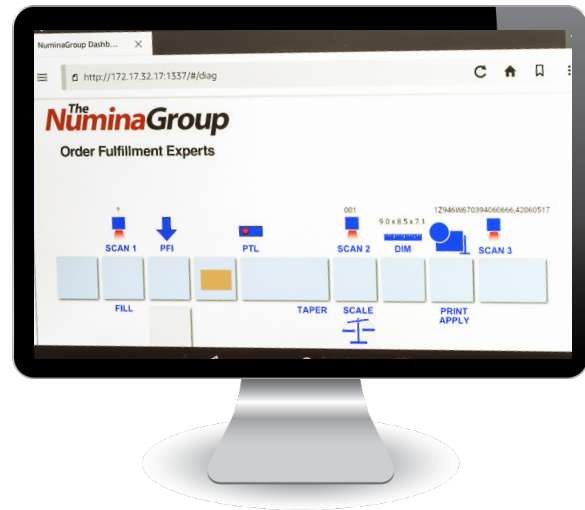 NuminaGroup Dashb...
http://172.17.32.17:1337/#/diag
The
NuminaGroup
Order Fulfillment Experts
? 001 9.0 x 8.5 x 7.1 1Z946W670394060666,42060517
SCAN 1 PFI PTL SCAN 2 DIM SCAN 3
FILL TAPER SCALE PRINT
APPLY